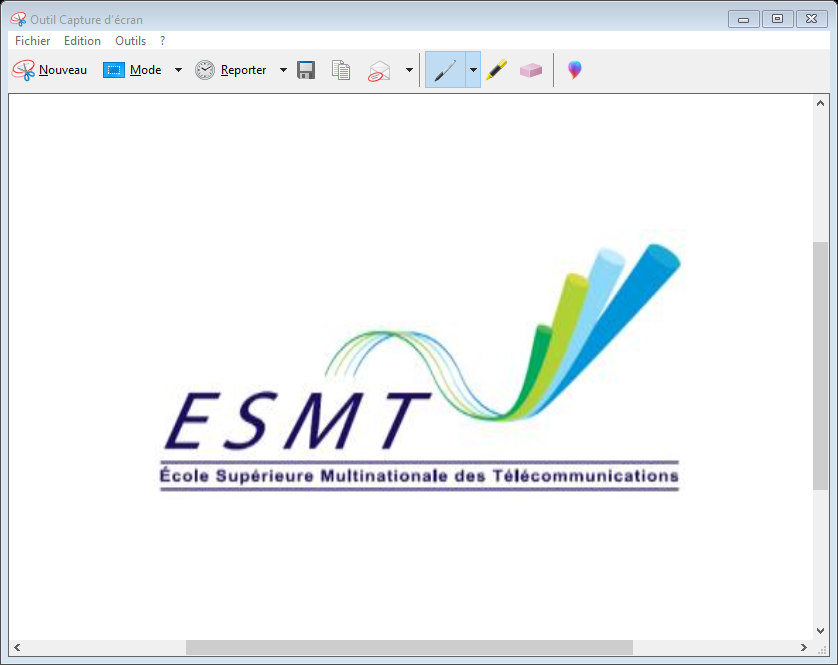 Outil Capture d'écran
Fichier Edition Outils ?
Nouveau Mode Reporter
ESMT
École Supérieure Multinationale des Télécommunications